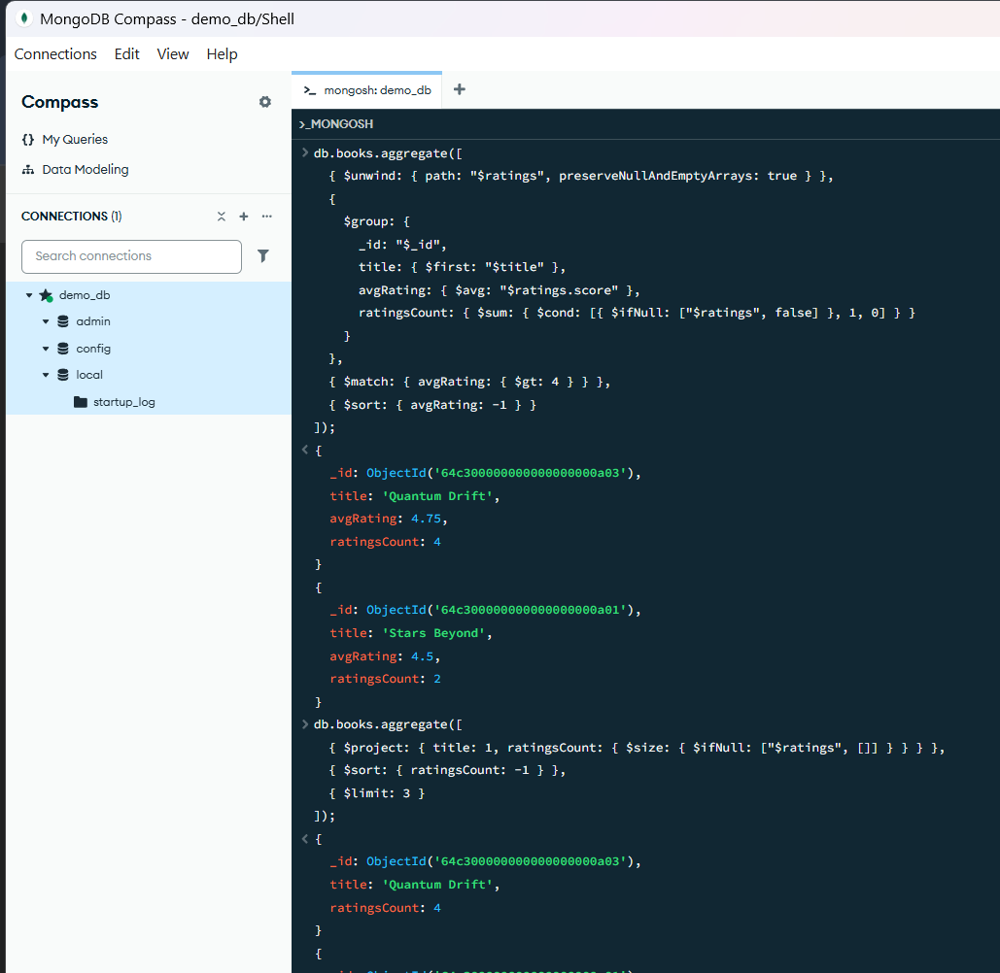 MongoDB Compass - demo_db/Shell
Connections Edit View Help
Compass
{} My Queries
Data Modeling
CONNECTIONS (1)
Search connections
demo_db
admin
config
local
startup_log
>_ mongosh: demo_db +
>_MONGOSH
> db.books.aggregate([
{ $unwind: { path: "$ratings", preserveNullAndEmptyArrays: true } },
{
$group: {
_id: "$_id",
title: { $first: "$title" },
avgRating: { $avg: "$ratings.score" },
ratingsCount: { $sum: { $cond: [{ $ifNull: ["$ratings", false] }, 1, 0] } }
}
},
{ $match: { avgRating: { $gt: 4 } } },
{ $sort: { avgRating: -1 } }
]);
< {
_id: ObjectId('64c300000000000000000a03'),
title: 'Quantum Drift',
avgRating: 4.75,
ratingsCount: 4
}
{
_id: ObjectId('64c300000000000000000a01'),
title: 'Stars Beyond',
avgRating: 4.5,
ratingsCount: 2
}
> db.books.aggregate([
{ $project: { title: 1, ratingsCount: { $size: { $ifNull: ["$ratings", []] } } } },
{ $sort: { ratingsCount: -1 } },
{ $limit: 3 }
]);
< {
_id: ObjectId('64c300000000000000000a03'),
title: 'Quantum Drift',
ratingsCount: 4
}
{